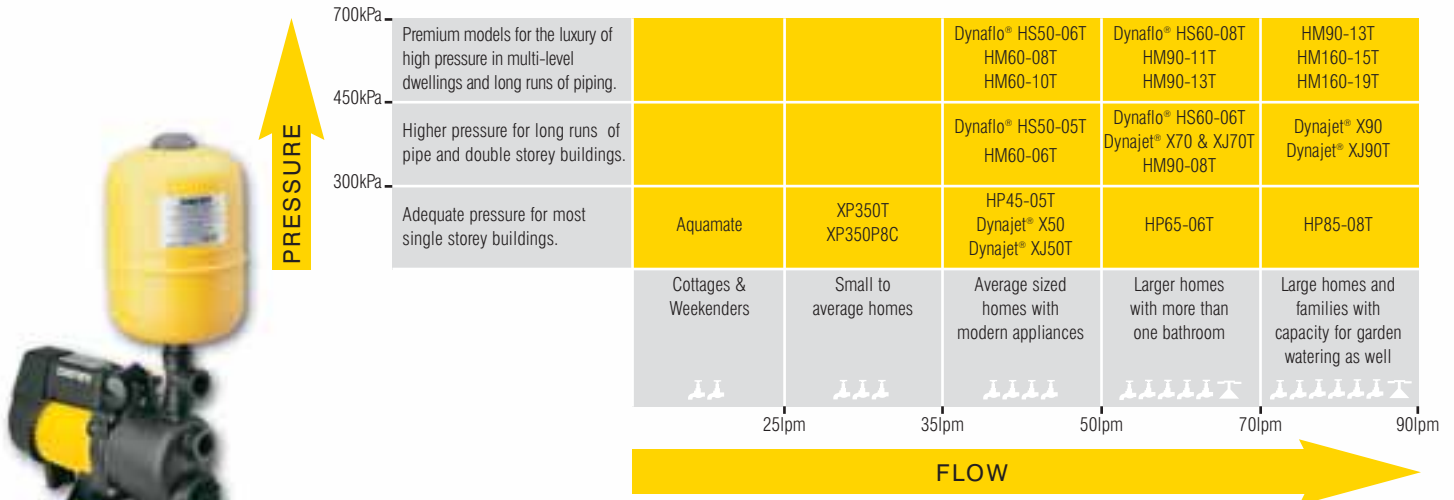 PRESSURE
700kPa
Premium models for the luxury of
high pressure in multi-level
dwellings and long runs of piping.
Dynaflo® HS50-06T
HM60-08T
HM60-10T
Dynaflo® HS60-08T
HM90-11T
HM90-13T
HM90-13T
HM160-15T
HM160-19T
450kPa
Higher pressure for long runs of
pipe and double storey buildings.
Dynaflo® HS50-05T
HM60-06T
Dynaflo® HS60-06T
Dynajet® X70 & XJ70T
HM90-08T
Dynajet® X90
Dynajet® XJ90T
300kPa
Adequate pressure for most
single storey buildings.
Aquamate
XP350T
XP350P8C
HP45-05T
Dynajet® X50
Dynajet® XJ50T
HP65-06T
HP85-08T
Cottages &
Weekenders
Small to
average homes
Average sized
homes with
modern appliances
Larger homes
with more than
one bathroom
Large homes and
families with
capacity for garden
watering as well
25lpm
35lpm
50lpm
70lpm
90lpm
FLOW